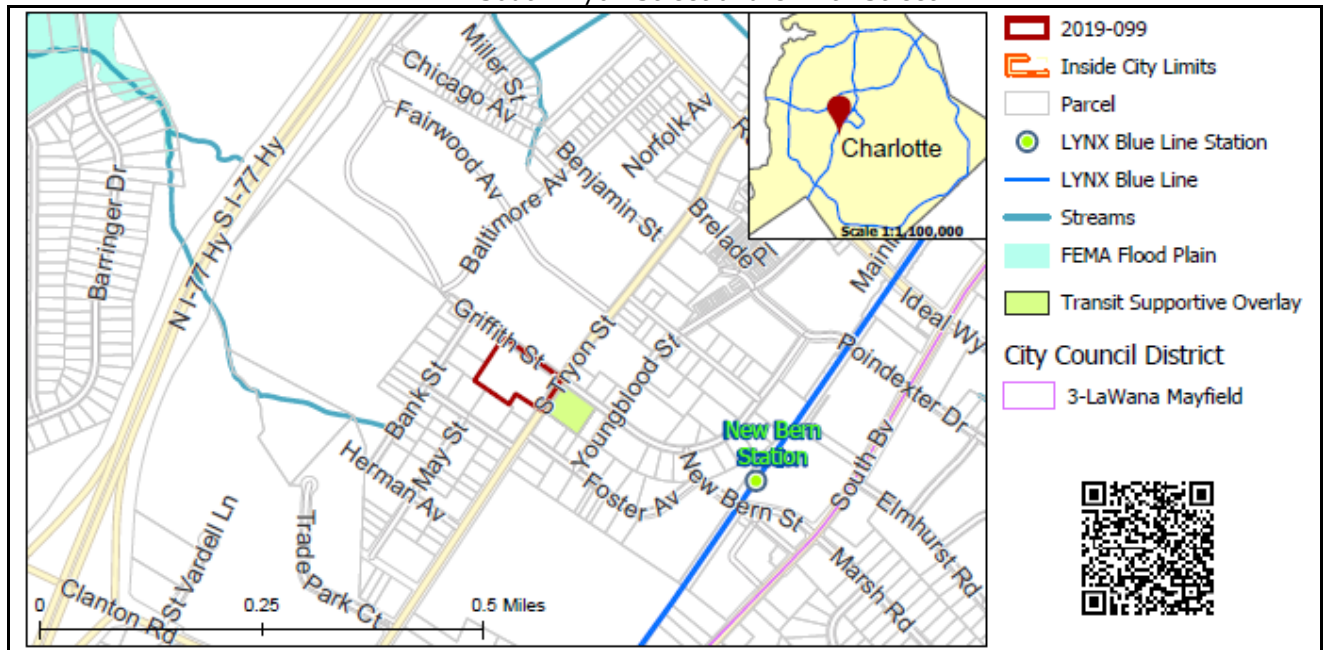 Miller St
Chicago Av
Fairwood Av
Norfolk Av
Benjamin St
Baltimore Av
Brelade Pl
Charlotte
Scale 1:1,100,000
Barringer Dr
N I-77 Hy S I-77 Hy
Ideal Wy
Poindexter Dr
Griffith St
S Tryon St
Youngblood St
Bank St
May St
Herman Av
Foster Av
New Bern
Station
New Bern St
South Bv
Elmhurst Rd
Marsh Rd
St Vardell Ln
Trade Park Ct
Clanton Rd
0 0.25 0.5 Miles
2019-099
Inside City Limits
Parcel
LYNX Blue Line Station
LYNX Blue Line
Streams
FEMA Flood Plain
Transit Supportive Overlay
City Council District
3-LaWana Mayfield